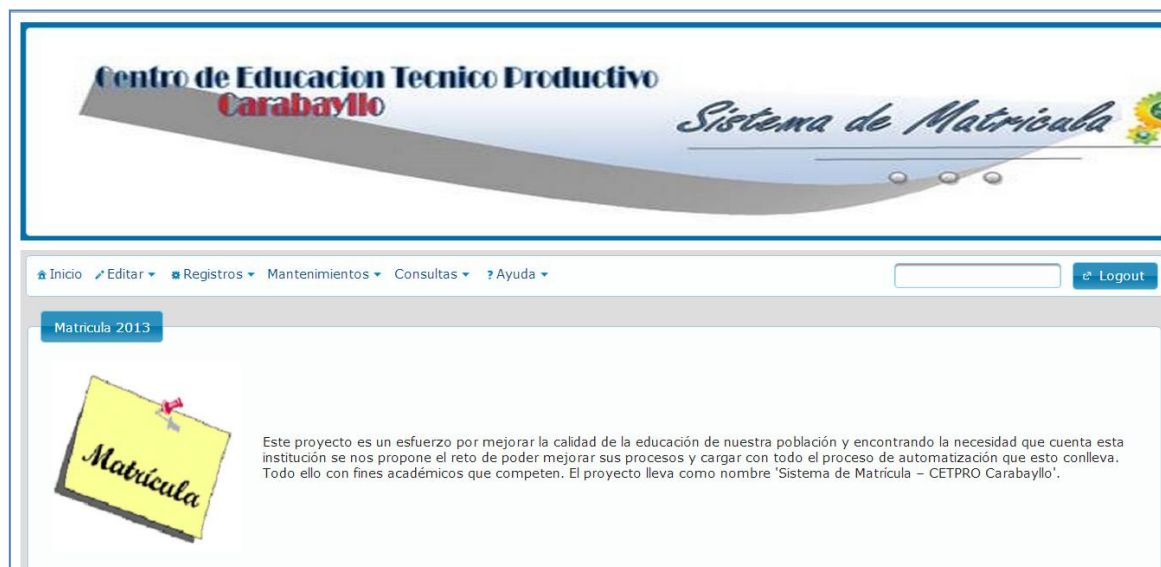 Centro de Educacion Tecnico Productivo
Carabayllo
Sistema de Matricula
Inicio Editar Registros Mantenimientos Consultas ? Ayuda Logout
Matricula 2013
Matrícula
Este proyecto es un esfuerzo por mejorar la calidad de la educación de nuestra población y encontrando la necesidad que cuenta esta
institución se nos propone el reto de poder mejorar sus procesos y cargar con todo el proceso de automatización que esto conlleva.
Todo ello con fines académicos que competen. El proyecto lleva como nombre 'Sistema de Matrícula – CETPRO Carabayllo'.